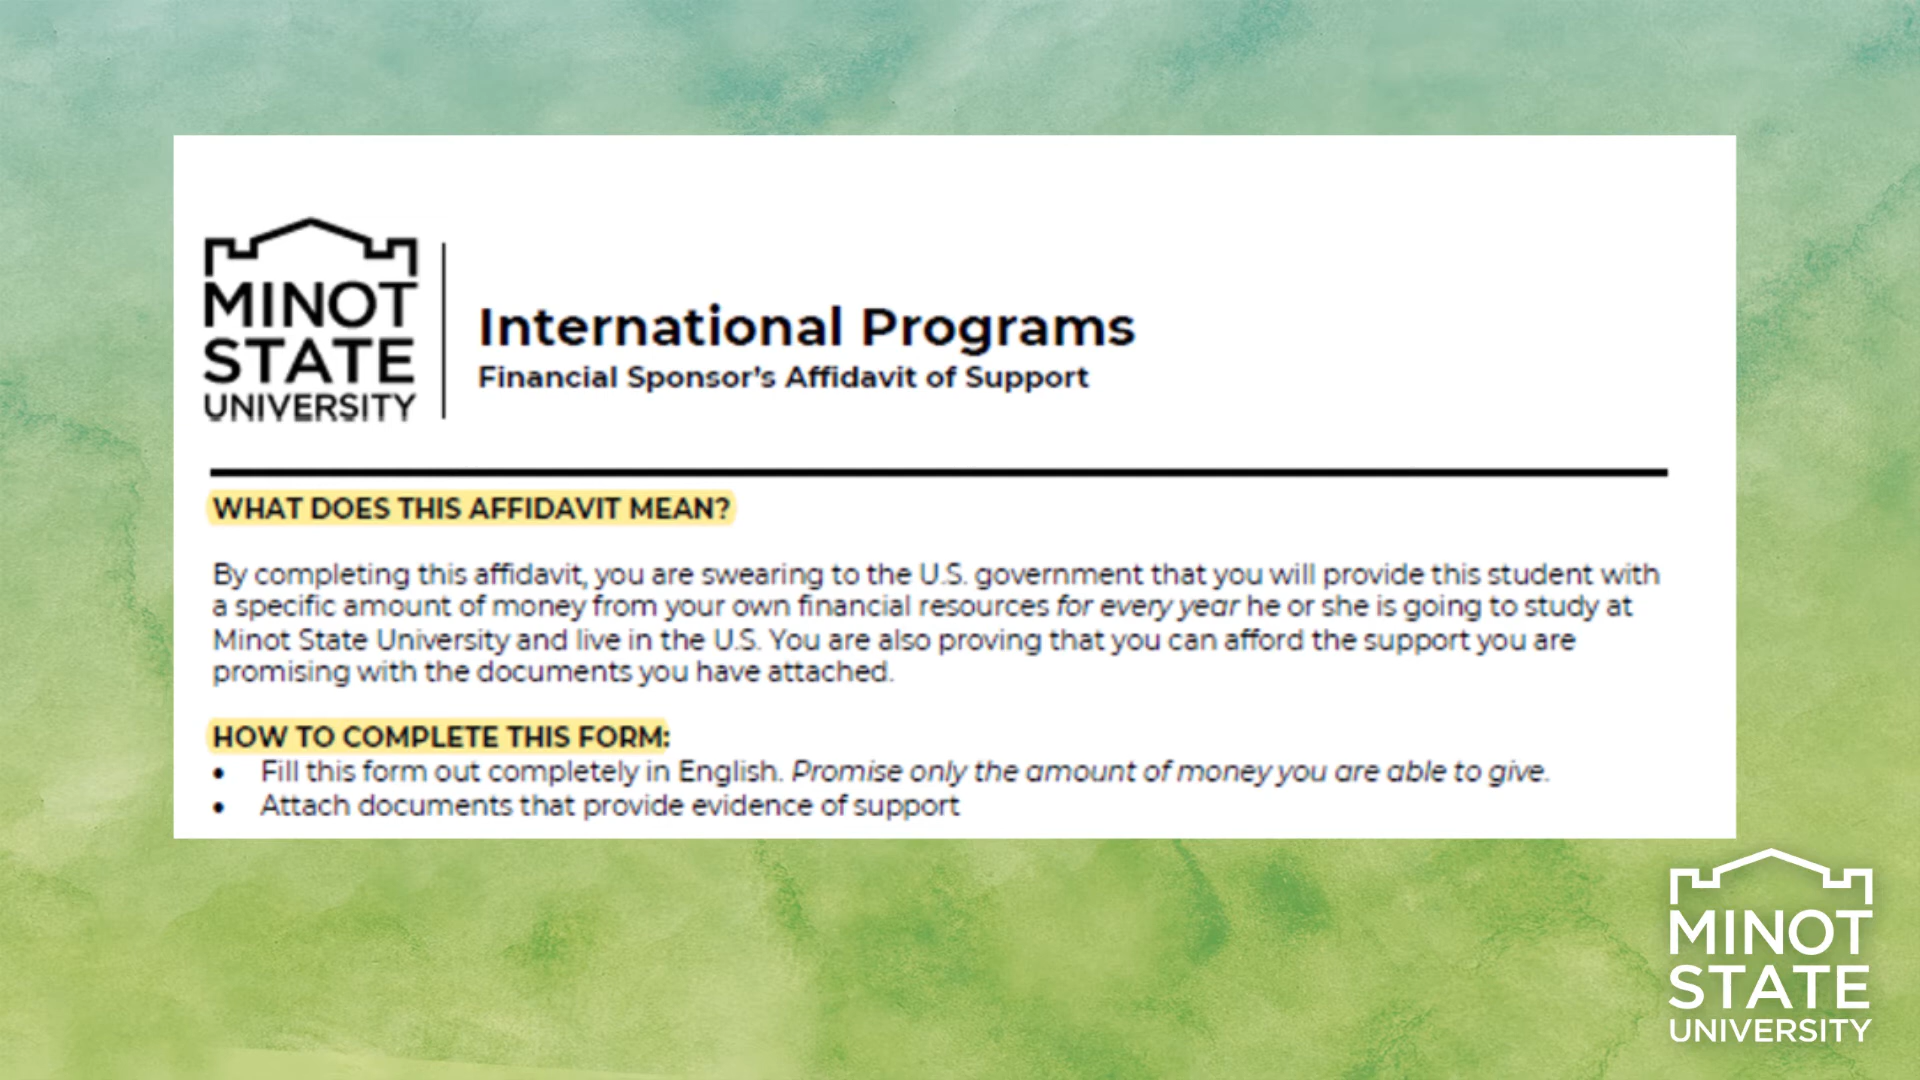 MINOT
STATE
UNIVERSITY
International Programs
Financial Sponsor's Affidavit of Support
WHAT DOES THIS AFFIDAVIT MEAN?
By completing this affidavit, you are swearing to the U.S. government that you will provide this student with
a specific amount of money from your own financial resources for every year he or she is going to study at
Minot State University and live in the U.S. You are also proving that you can afford the support you are
promising with the documents you have attached.
HOW TO COMPLETE THIS FORM:
• Fill this form out completely in English. Promise only the amount of money you are able to give.
• Attach documents that provide evidence of support
MINOT
STATE
UNIVERSITY